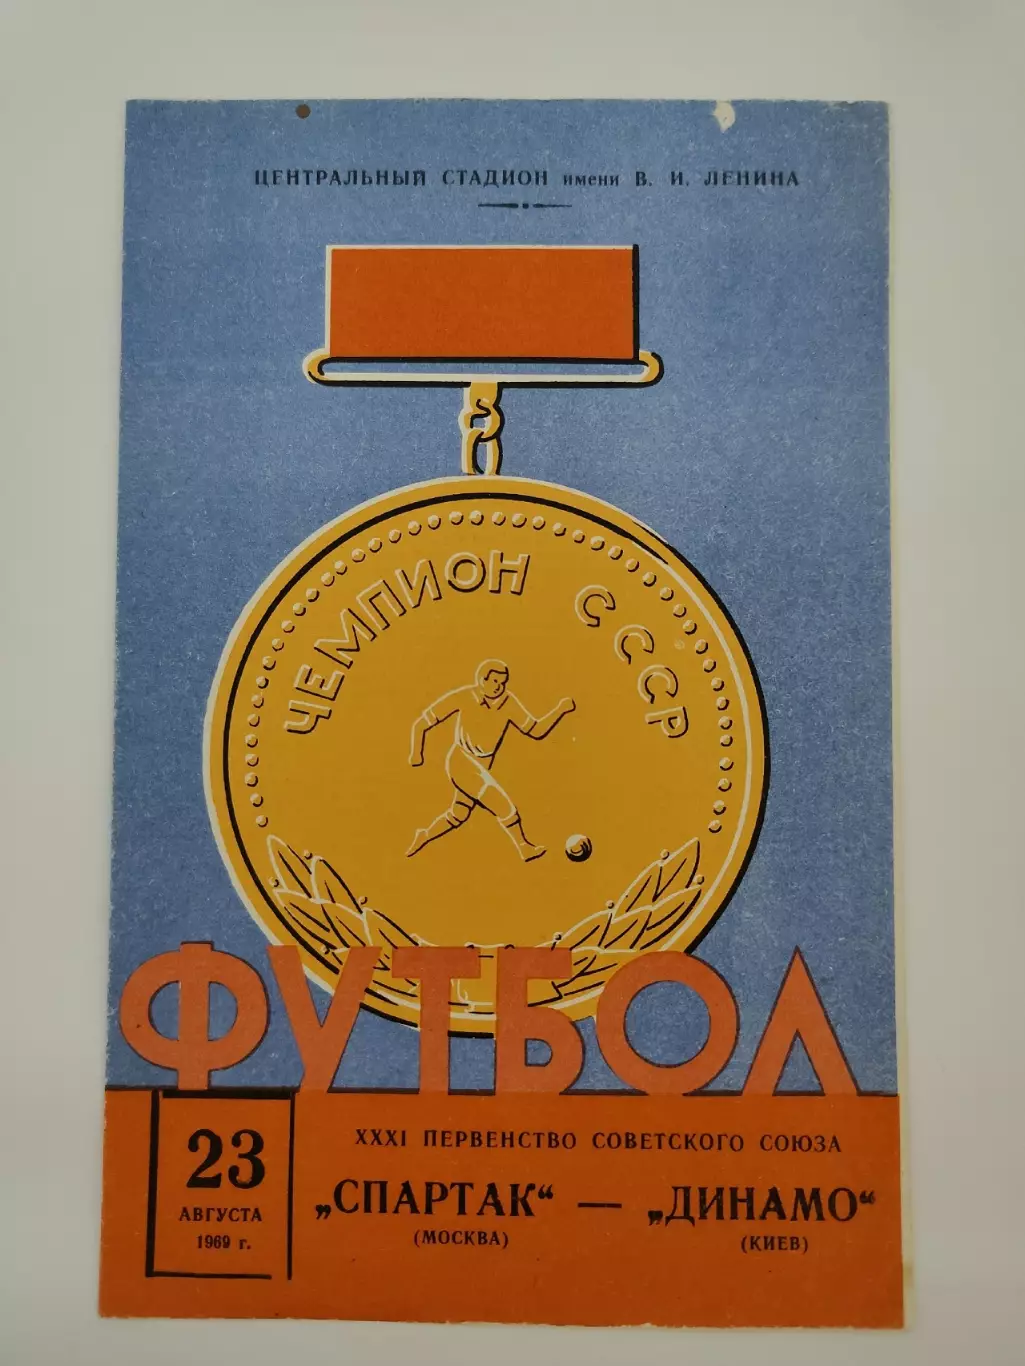 ЦЕНТРАЛЬНЫЙ СТАДИОН имени В. И. ЛЕНИНА
ЧЕМПИОН СССР
ФУТБОЛ
23
АВГУСТА
1969 г.
XXXI ПЕРВЕНСТВО СОВЕТСКОГО СОЮЗА
„СПАРТАК“ — „ДИНАМО“
(МОСКВА) (КИЕВ)